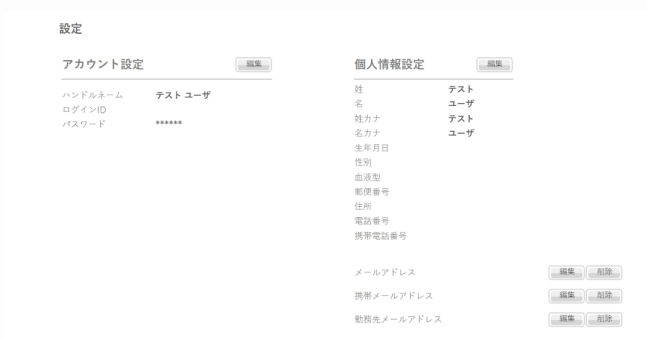 設定
アカウント設定 編集
ハンドルネーム テスト ユーザ
ログインID
パスワード ******
個人情報設定 編集
姓 テスト
名 ユーザ
姓カナ テスト
名カナ ユーザ
生年月日
性別
血液型
郵便番号
住所
電話番号
携帯電話番号
メールアドレス 編集 削除
携帯メールアドレス 編集 削除
勤務先メールアドレス 編集 削除